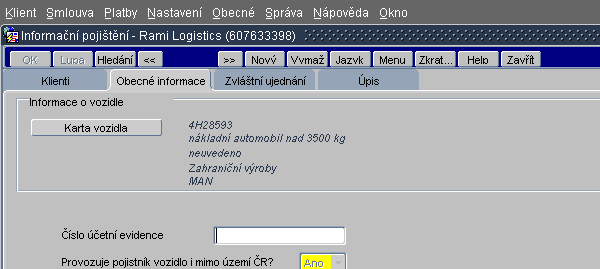 Klient Smlouva Platby Nastavení Obecné Správa Nápověda Okno
Informační pojištění - Rami Logistics (607633398)
OK Lupa Hledání << >> Nový Vymaž Jazyk Menu Zkrat... Help Zavřít
Klienti Obecné informace Zvláštní ujednání Úpis
Informace o vozidle
Karta vozidla
4H28593
nákladní automobil nad 3500 kg
neuvedeno
Zahraniční výroby
MAN
Číslo účetní evidence
Provozuje pojistník vozidlo i mimo území ČR? Ano